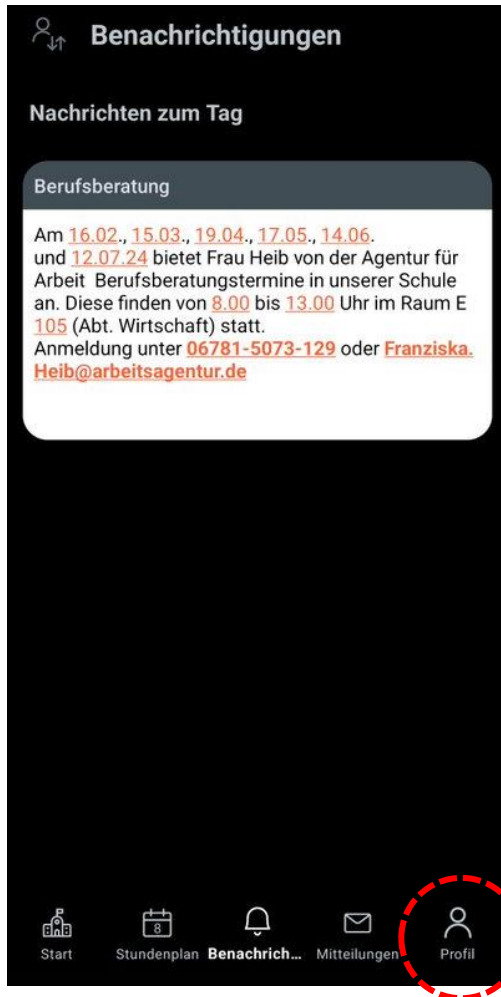 Benachrichtigungen
Nachrichten zum Tag
Berufsberatung
Am 16.02., 15.03., 19.04., 17.05., 14.06.
und 12.07.24 bietet Frau Heib von der Agentur für
Arbeit Berufsberatungstermine in unserer Schule
an. Diese finden von 8.00 bis 13.00 Uhr im Raum E
105 (Abt. Wirtschaft) statt.
Anmeldung unter 06781-5073-129 oder Franziska.
Heib@arbeitsagentur.de
8
Start Stundenplan Benachrich... Mitteilungen Profil